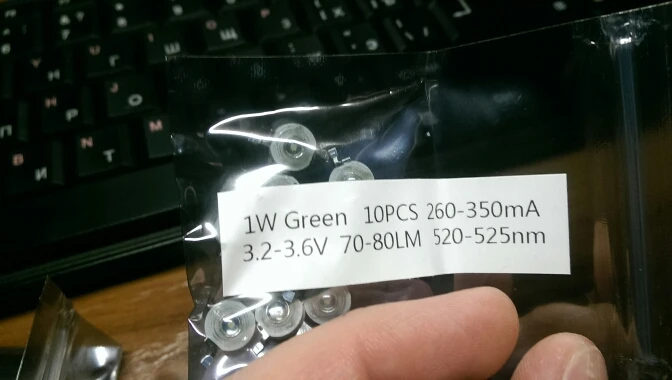 1W Green 10PCS 260-350mA
3.2-3.6V 70-80LM 520-525nm